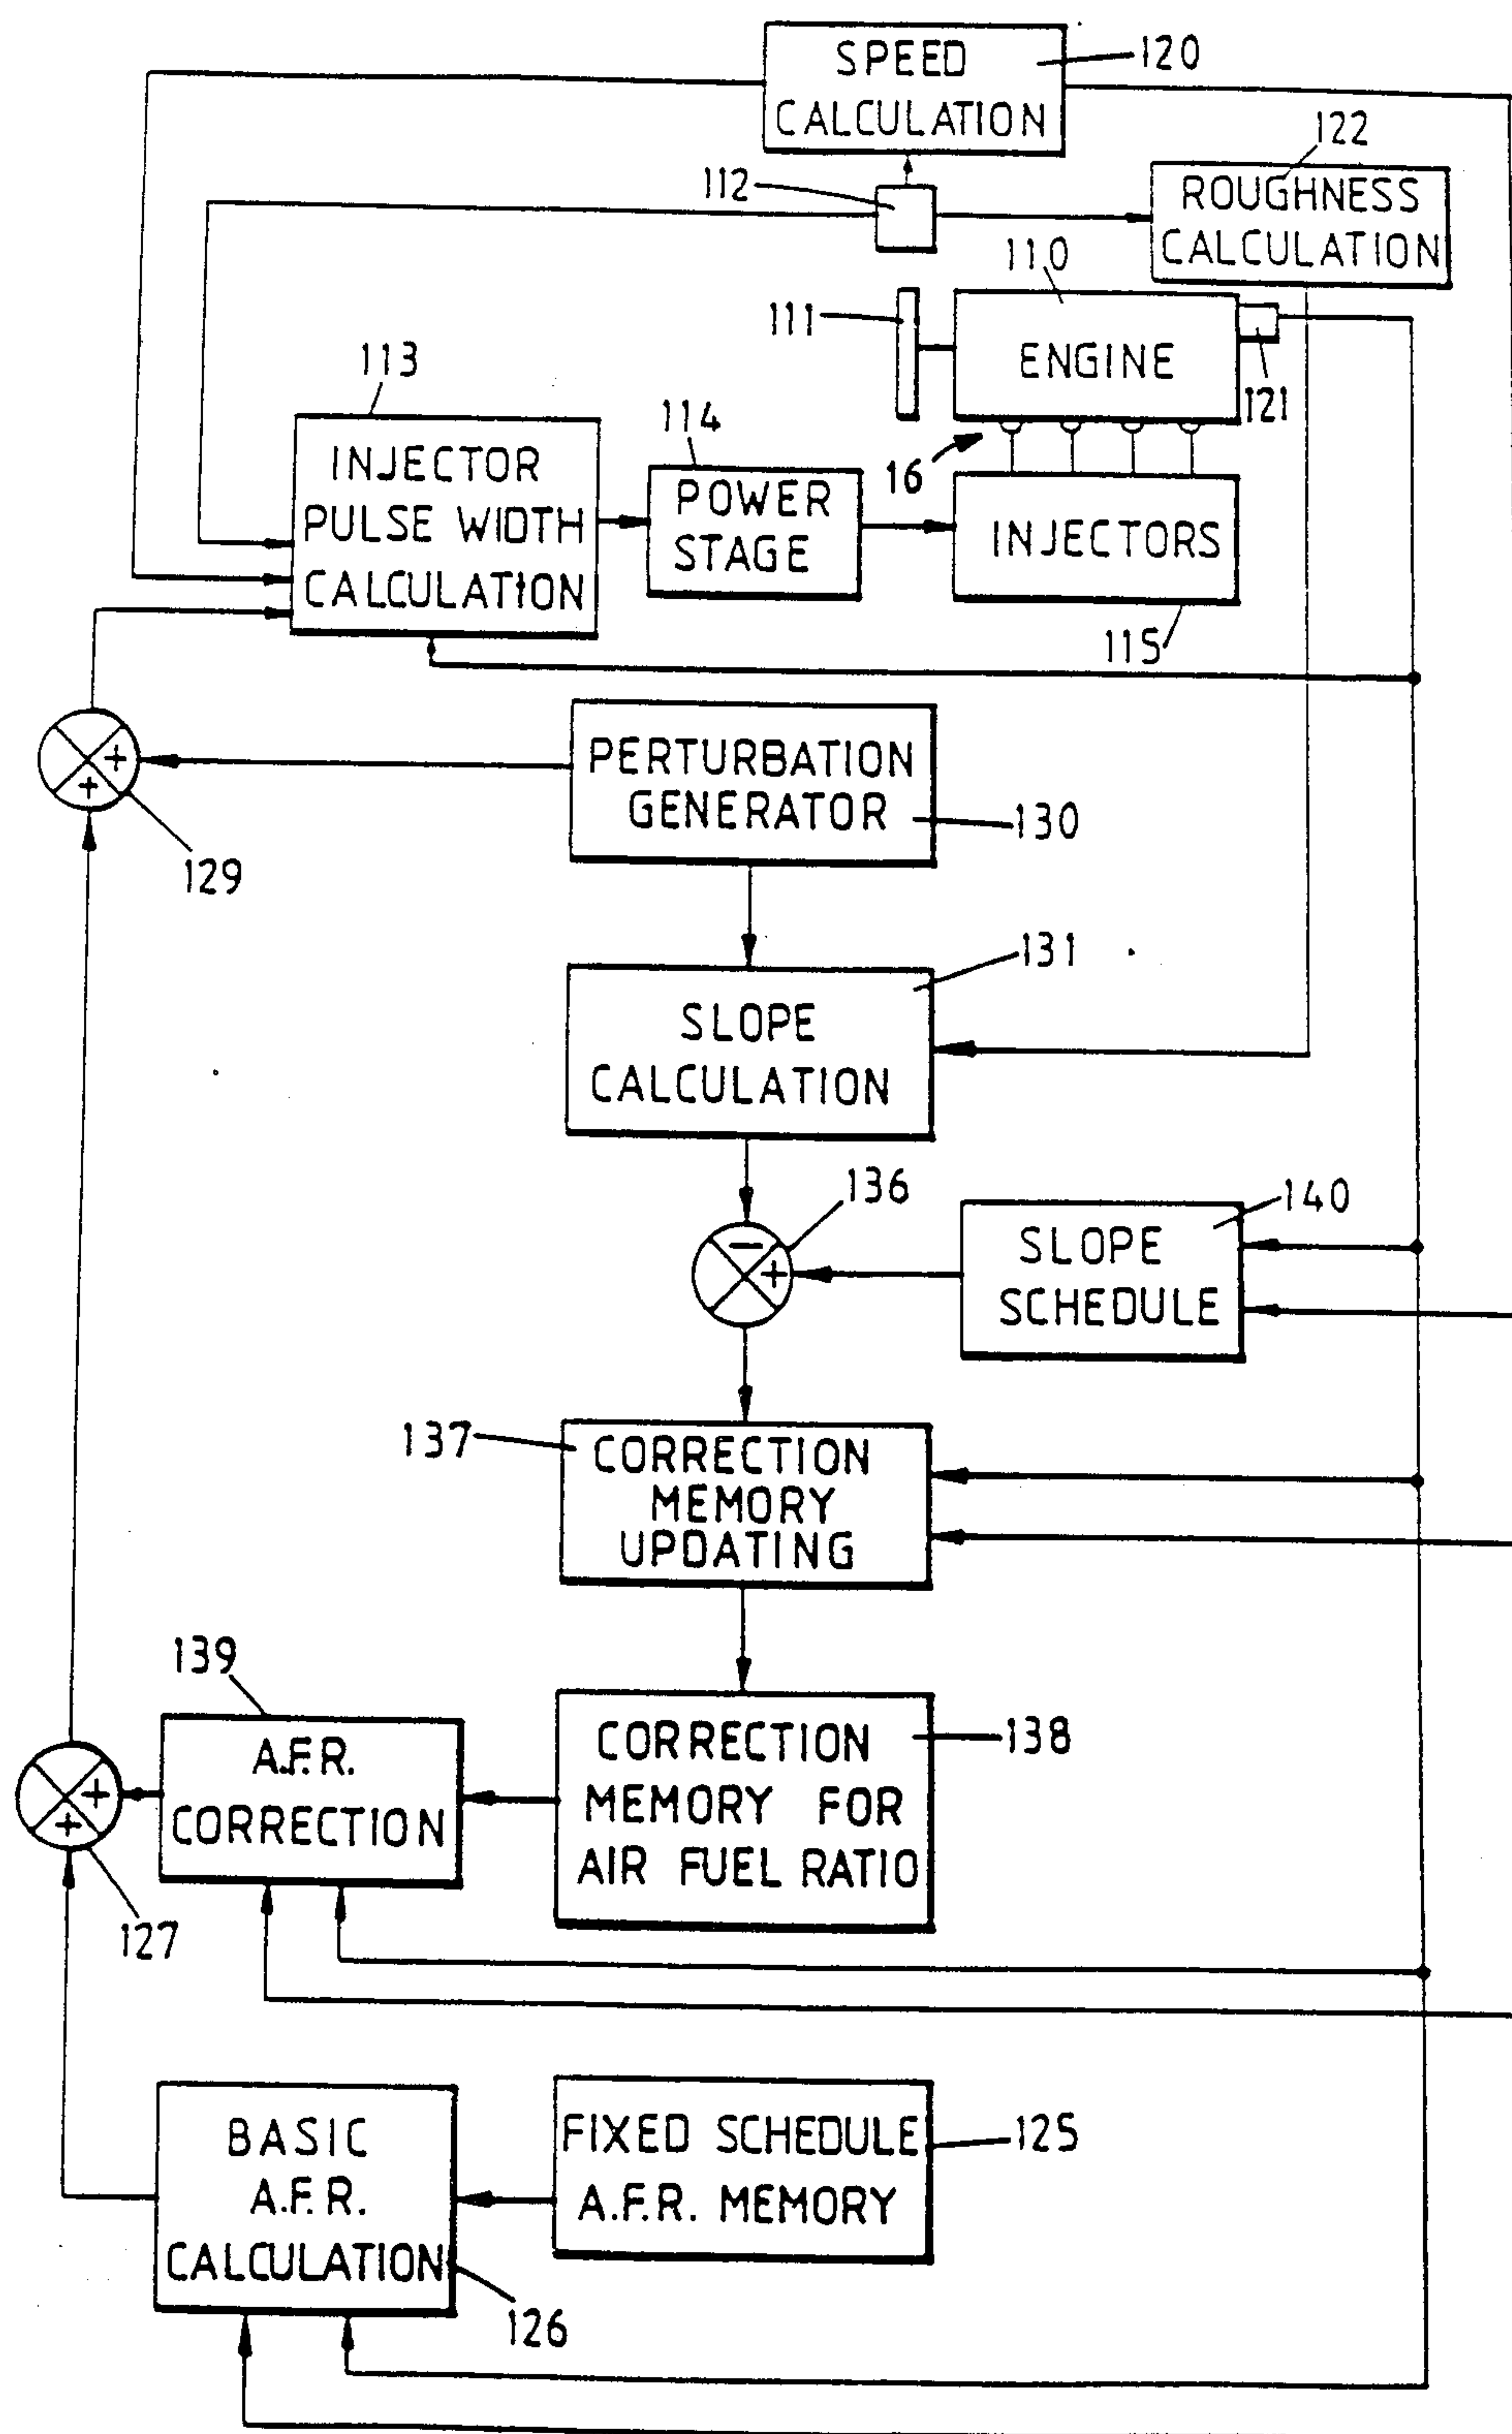 SPEED
CALCULATION
120
122
112
ROUGHNESS
CALCULATION
110
111
ENGINE
121
113
114
16
INJECTOR
PULSE WIDTH
CALCULATION
POWER
STAGE
INJECTORS
115
PERTURBATION
GENERATOR
130
+
+
129
131
SLOPE
CALCULATION
136
140
−
+
SLOPE
SCHEDULE
137
CORRECTION
MEMORY
UPDATING
139
A.F.R.
CORRECTION
138
CORRECTION
MEMORY FOR
AIR FUEL RATIO
+
+
127
BASIC
A.F.R.
CALCULATION
FIXED SCHEDULE
A.F.R. MEMORY
125
126